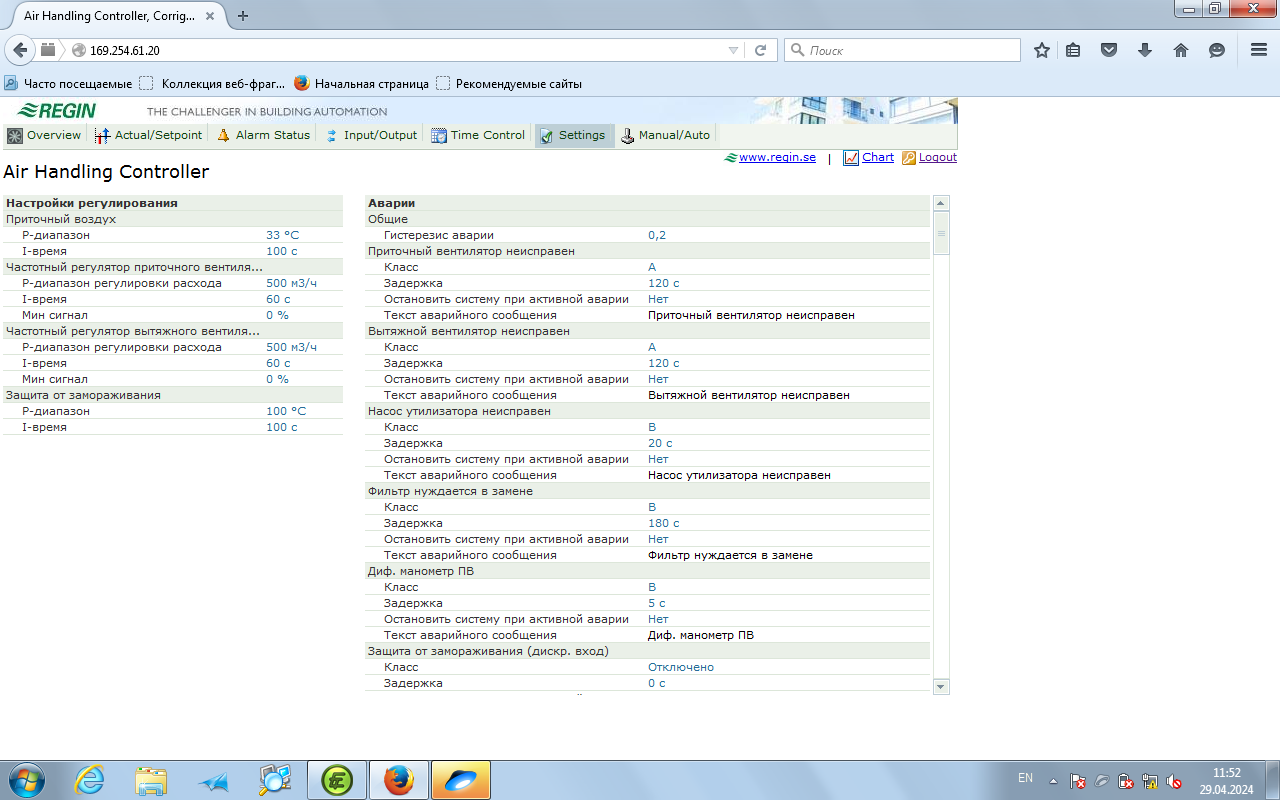 Air Handling Controller, Corrig...
169.254.61.20
Поиск
Часто посещаемые Коллекция веб-фраг... Начальная страница Рекомендуемые сайты
REGIN THE CHALLENGER IN BUILDING AUTOMATION
Overview Actual/Setpoint Alarm Status Input/Output Time Control Settings Manual/Auto
www.regin.se | Chart Logout
Air Handling Controller
Настройки регулирования
Приточный воздух
P-диапазон 33 °C
I-время 100 с
Частотный регулятор приточного вентиля...
P-диапазон регулировки расхода 500 м3/ч
I-время 60 с
Мин сигнал 0 %
Частотный регулятор вытяжного вентиля...
P-диапазон регулировки расхода 500 м3/ч
I-время 60 с
Мин сигнал 0 %
Защита от замораживания
P-диапазон 100 °C
I-время 100 с
Аварии
Общие
Гистерезис аварии 0,2
Приточный вентилятор неисправен
Класс A
Задержка 120 с
Остановить систему при активной аварии Нет
Текст аварийного сообщения Приточный вентилятор неисправен
Вытяжной вентилятор неисправен
Класс A
Задержка 120 с
Остановить систему при активной аварии Нет
Текст аварийного сообщения Вытяжной вентилятор неисправен
Насос утилизатора неисправен
Класс B
Задержка 20 с
Остановить систему при активной аварии Нет
Текст аварийного сообщения Насос утилизатора неисправен
Фильтр нуждается в замене
Класс B
Задержка 180 с
Остановить систему при активной аварии Нет
Текст аварийного сообщения Фильтр нуждается в замене
Диф. манометр ПВ
Класс B
Задержка 5 с
Остановить систему при активной аварии Нет
Текст аварийного сообщения Диф. манометр ПВ
Защита от замораживания (дискр. вход)
Класс Отключено
Задержка 0 с
EN
11:52
29.04.2024